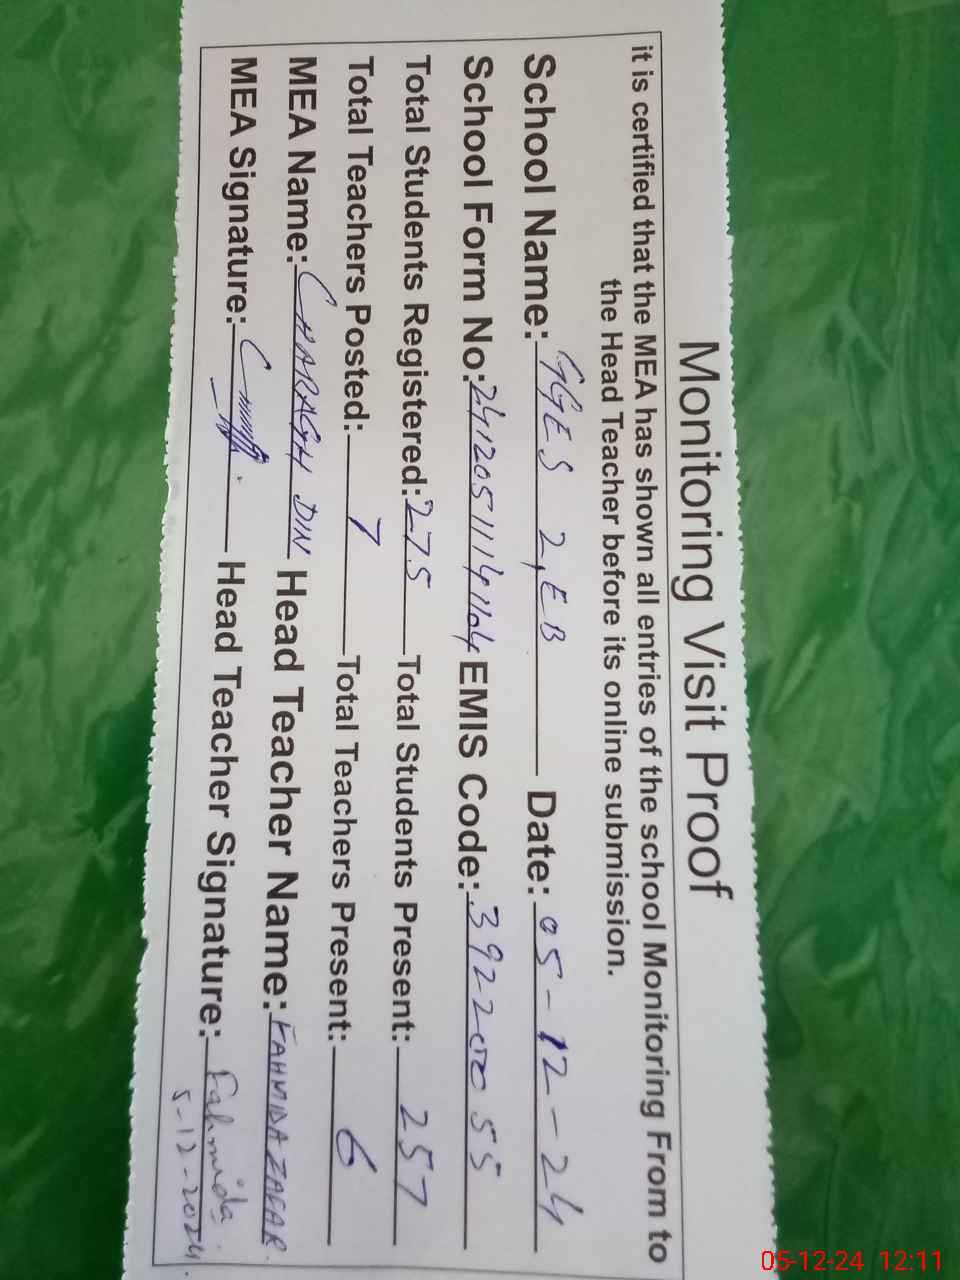 Monitoring Visit Proof
it is certified that the MEA has shown all entries of the school Monitoring From to
the Head Teacher before its online submission.
School Name: GGES 2, EB Date: 05-12-24
School Form No: EMIS Code: 39220055
Total Students Registered: 275 Total Students Present: 257
Total Teachers Posted: 7 Total Teachers Present: 6
MEA Name: CHARAGH DIN Head Teacher Name: FAHMIDA ZAFAR
MEA Signature: Head Teacher Signature: Fahmida
5-12-2024
05-12-24 12:11